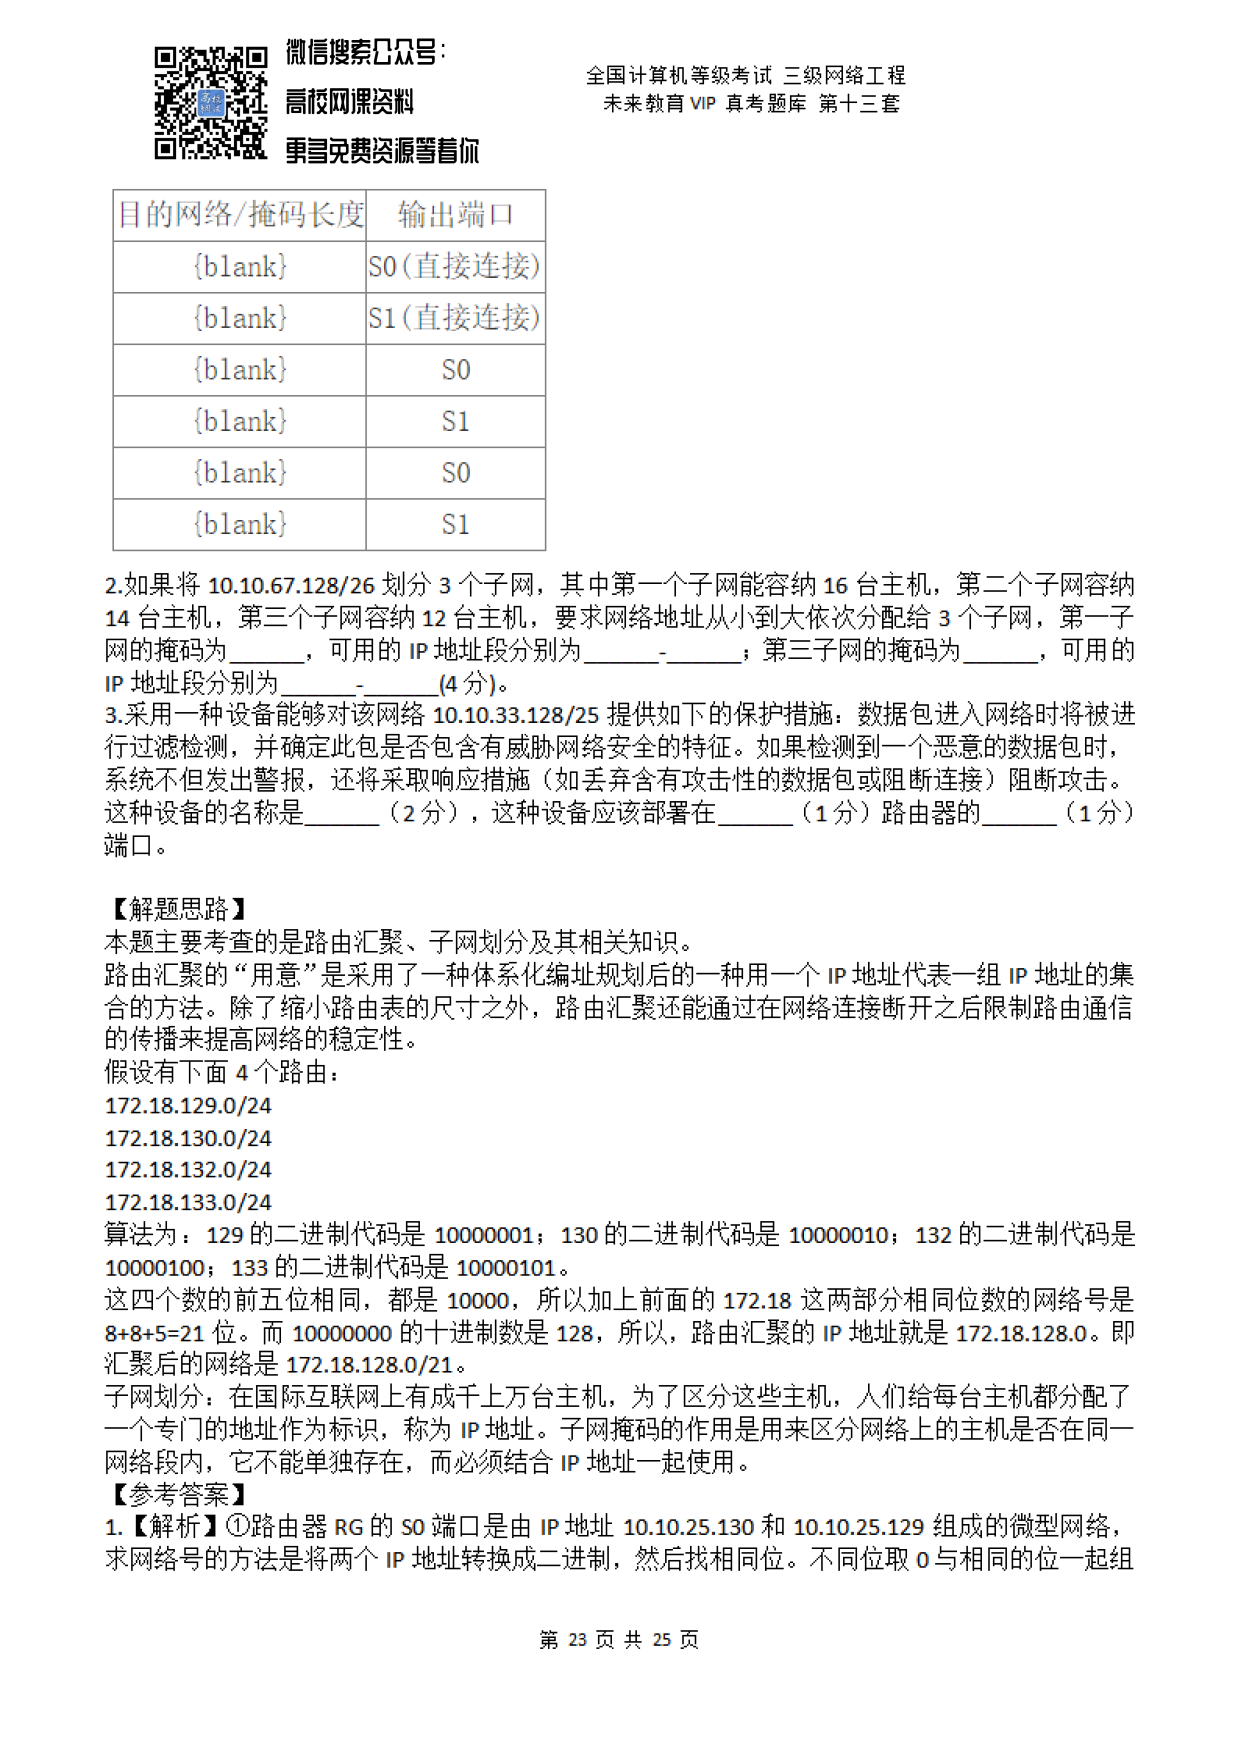 微信搜索公众号：
高校网课资料
更多免费资源等着你
全国计算机等级考试 三级网络工程
未来教育 VIP 真考题库 第十三套
目的网络/掩码长度 输出端口
{blank} S0(直接连接)
{blank} S1(直接连接)
{blank} S0
{blank} S1
{blank} S0
{blank} S1
2.如果将 10.10.67.128/26 划分 3 个子网，其中第一个子网能容纳 16 台主机，第二个子网容纳
14 台主机，第三个子网容纳 12 台主机，要求网络地址从小到大依次分配给 3 个子网，第一子
网的掩码为______，可用的 IP 地址段分别为______-______；第三子网的掩码为______，可用的
IP 地址段分别为______-______(4 分)。
3.采用一种设备能够对该网络 10.10.33.128/25 提供如下的保护措施：数据包进入网络时将被进
行过滤检测，并确定此包是否包含有威胁网络安全的特征。如果检测到一个恶意的数据包时，
系统不但发出警报，还将采取响应措施（如丢弃含有攻击性的数据包或阻断连接）阻断攻击。
这种设备的名称是______（2 分），这种设备应该部署在______（1 分）路由器的______（1 分）
端口。
【解题思路】
本题主要考查的是路由汇聚、子网划分及其相关知识。
路由汇聚的“用意”是采用了一种体系化编址规划后的一种用一个 IP 地址代表一组 IP 地址的集
合的方法。除了缩小路由表的尺寸之外，路由汇聚还能通过在网络连接断开之后限制路由通信
的传播来提高网络的稳定性。
假设有下面 4 个路由：
172.18.129.0/24
172.18.130.0/24
172.18.132.0/24
172.18.133.0/24
算法为：129 的二进制代码是 10000001；130 的二进制代码是 10000010；132 的二进制代码是
10000100；133 的二进制代码是 10000101。
这四个数的前五位相同，都是 10000，所以加上前面的 172.18 这两部分相同位数的网络号是
8+8+5=21 位。而 10000000 的十进制数是 128，所以，路由汇聚的 IP 地址就是 172.18.128.0。即
汇聚后的网络是 172.18.128.0/21。
子网划分：在国际互联网上有成千上万台主机，为了区分这些主机，人们给每台主机都分配了
一个专门的地址作为标识，称为 IP 地址。子网掩码的作用是用来区分网络上的主机是否在同一
网络段内，它不能单独存在，而必须结合 IP 地址一起使用。
【参考答案】
1.【解析】①路由器 RG 的 S0 端口是由 IP 地址 10.10.25.130 和 10.10.25.129 组成的微型网络，
求网络号的方法是将两个 IP 地址转换成二进制，然后找相同位。不同位取 0 与相同的位一起组
第 23 页 共 25 页